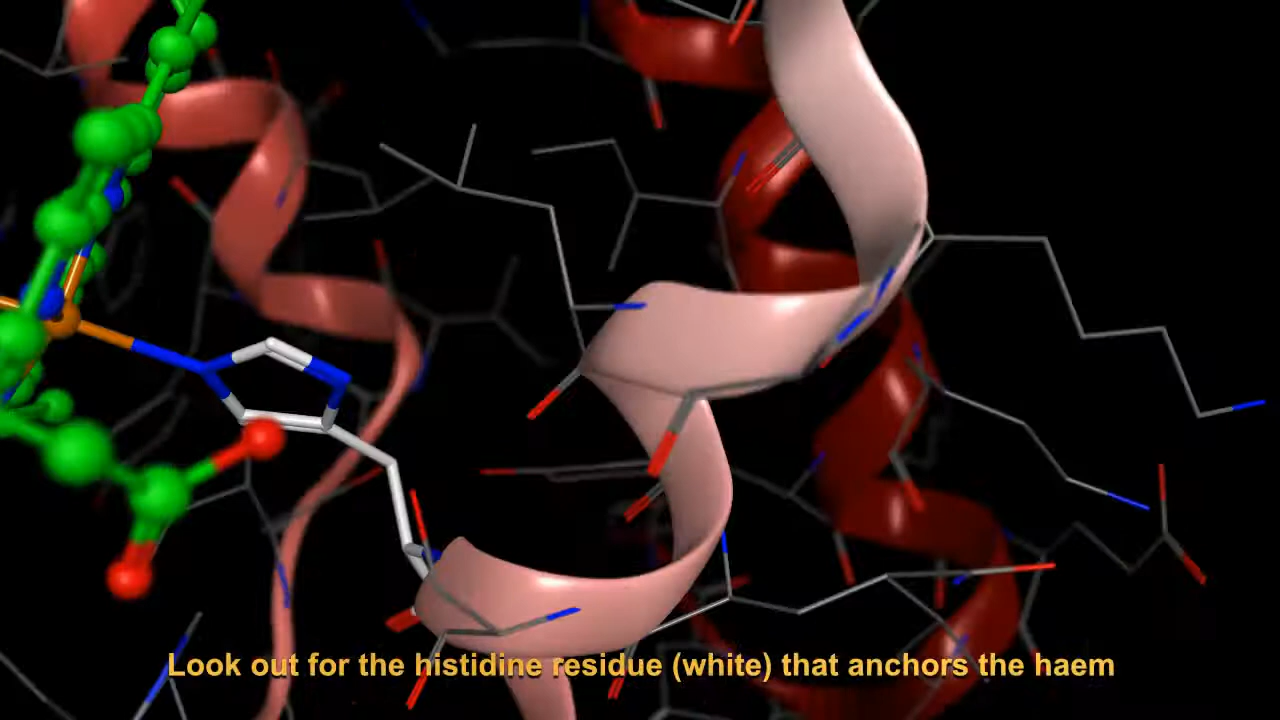 Look out for the histidine residue (white) that anchors the haem